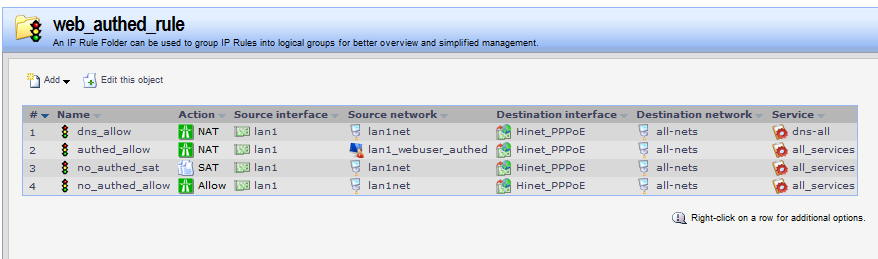 web_authed_rule
An IP Rule Folder can be used to group IP Rules into logical groups for better overview and simplified management.
Add Edit this object
# Name Action Source interface Source network Destination interface Destination network Service
1 dns_allow NAT lan1 lan1net Hinet_PPPoE all-nets dns-all
2 authed_allow NAT lan1 lan1_webuser_authed Hinet_PPPoE all-nets all_services
3 no_authed_sat SAT lan1 lan1net Hinet_PPPoE all-nets all_services
4 no_authed_allow Allow lan1 lan1net Hinet_PPPoE all-nets all_services
Right-click on a row for additional options.